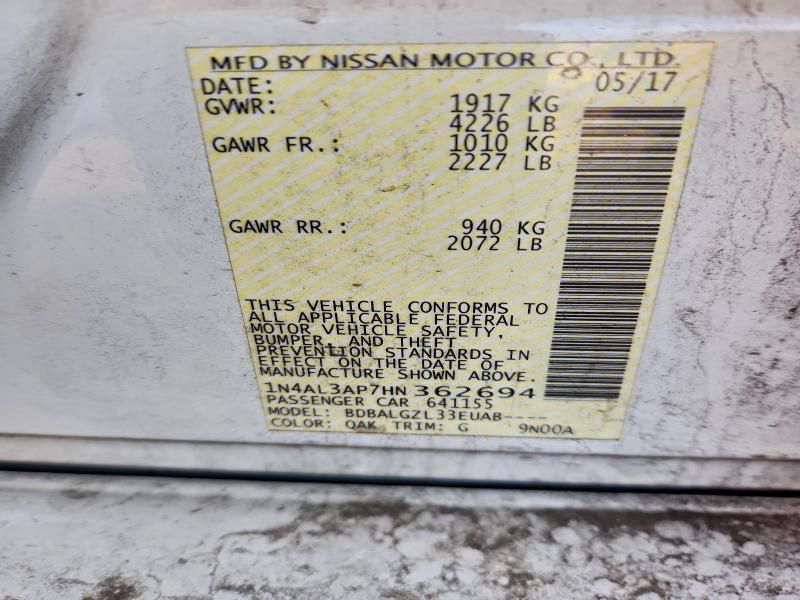 MFD BY NISSAN MOTOR CO., LTD.
DATE: 05/17
GVWR: 1917 KG
4226 LB
GAWR FR.: 1010 KG
2227 LB
GAWR RR.: 940 KG
2072 LB
THIS VEHICLE CONFORMS TO
ALL APPLICABLE FEDERAL
MOTOR VEHICLE SAFETY,
BUMPER, AND THEFT
PREVENTION STANDARDS IN
EFFECT ON THE DATE OF
MANUFACTURE SHOWN ABOVE.
1N4AL3AP7HN362694
PASSENGER CAR 641155
MODEL: BDBALGZL33EUAB----
COLOR: QAK TRIM: G 9N00A